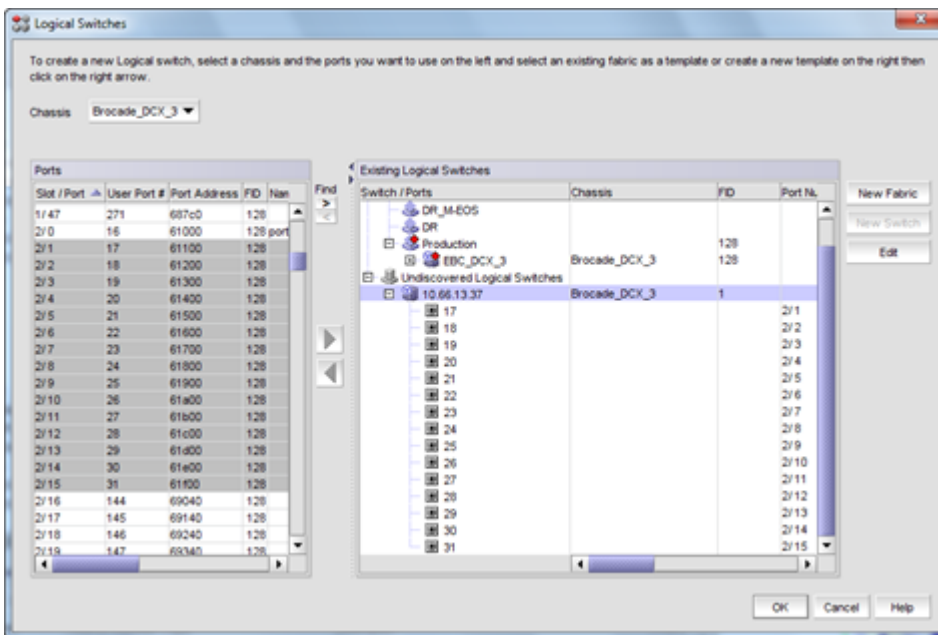 Logical Switches
To create a new Logical switch, select a chassis and the ports you want to use on the left and select an existing fabric as a template or create a new template on the right then
click on the right arrow.
Chassis Brocade_DCX_3
Ports
Slot / Port User Port # Port Address FID Nan
1/ 47 271 687c0 128
2/ 0 16 61000 128 port
2/ 1 17 61100 128
2/ 2 18 61200 128
2/ 3 19 61300 128
2/ 4 20 61400 128
2/ 5 21 61500 128
2/ 6 22 61600 128
2/ 7 23 61700 128
2/ 8 24 61800 128
2/ 9 25 61900 128
2/ 10 26 61a00 128
2/ 11 27 61b00 128
2/ 12 28 61c00 128
2/ 13 29 61d00 128
2/ 14 30 61e00 128
2/ 15 31 61f00 128
2/ 16 144 69040 128
2/ 17 145 69140 128
2/ 18 146 69240 128
2/ 19 147 69340 128
Find
>
<
Existing Logical Switches
Switch / Ports Chassis FID Port Nu
DR_M-EOS
DR
Production 128
EBC_DCX_3 Brocade_DCX_3 128
Undiscovered Logical Switches
10.66.13.37 Brocade_DCX_3 1
17 2/ 1
18 2/ 2
19 2/ 3
20 2/ 4
21 2/ 5
22 2/ 6
23 2/ 7
24 2/ 8
25 2/ 9
26 2/ 10
27 2/ 11
28 2/ 12
29 2/ 13
30 2/ 14
31 2/ 15
New Fabric
New Switch
Edit
OK Cancel Help